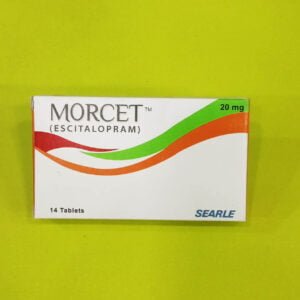 MORCET™
(ESCITALOPRAM)
20 mg
14 Tablets
SEARLE